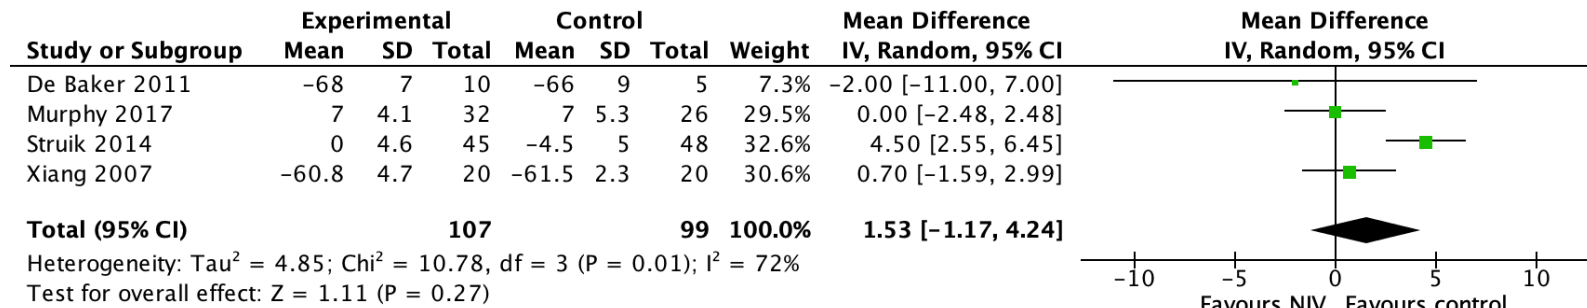 Experimental Control Mean Difference Mean Difference
Study or Subgroup Mean SD Total Mean SD Total Weight IV, Random, 95% CI IV, Random, 95% CI
De Baker 2011 −68 7 10 −66 9 5 7.3% −2.00 [−11.00, 7.00]
Murphy 2017 7 4.1 32 7 5.3 26 29.5% 0.00 [−2.48, 2.48]
Struik 2014 0 4.6 45 −4.5 5 48 32.6% 4.50 [2.55, 6.45]
Xiang 2007 −60.8 4.7 20 −61.5 2.3 20 30.6% 0.70 [−1.59, 2.99]
Total (95% CI) 107 99 100.0% 1.53 [−1.17, 4.24]
Heterogeneity: Tau² = 4.85; Chi² = 10.78, df = 3 (P = 0.01); I² = 72%
Test for overall effect: Z = 1.11 (P = 0.27)
−10 −5 0 5 10
Favours NIV Favours control